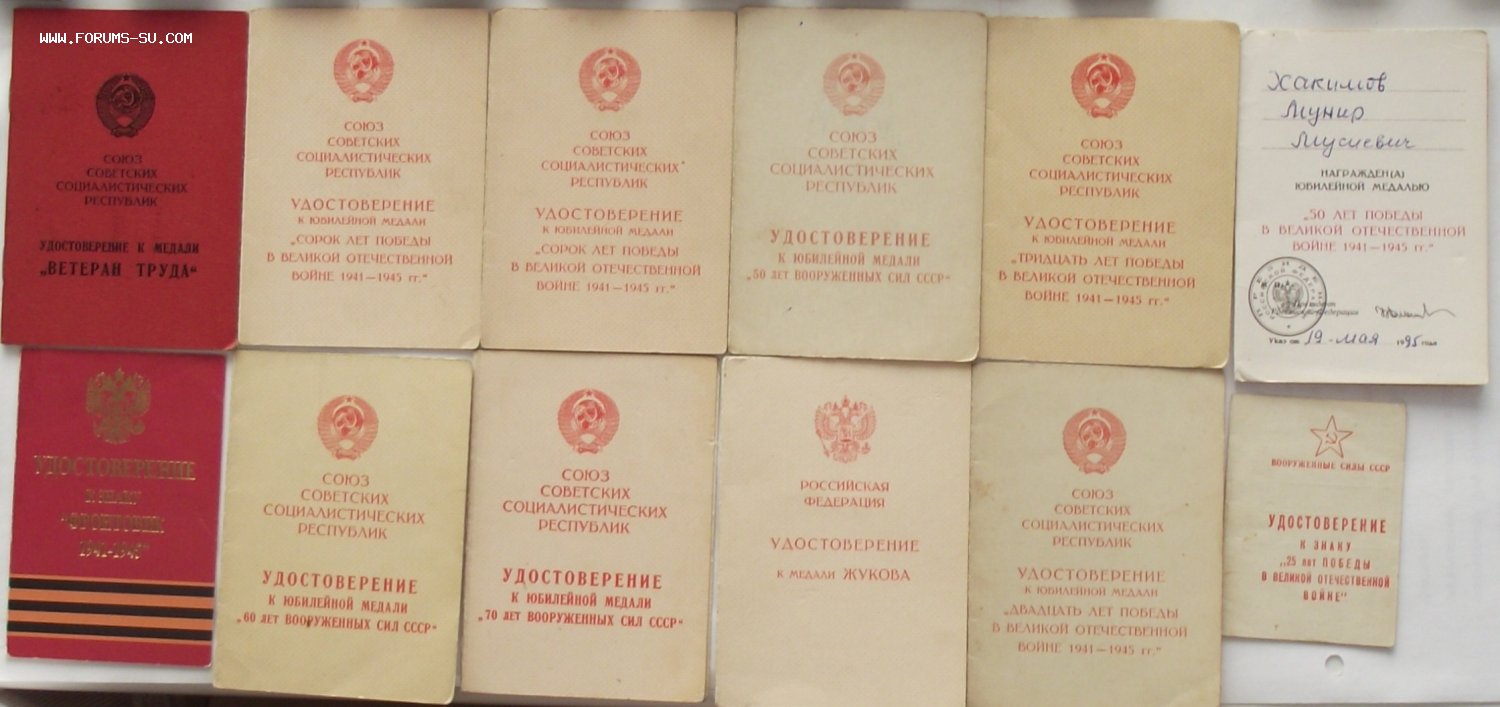 www.FORUMS-SU.COM
СОЮЗ
СОВЕТСКИХ
СОЦИАЛИСТИЧЕСКИХ
РЕСПУБЛИК
УДОСТОВЕРЕНИЕ К МЕДАЛИ
„ВЕТЕРАН ТРУДА“
СОЮЗ
СОВЕТСКИХ
СОЦИАЛИСТИЧЕСКИХ
РЕСПУБЛИК
УДОСТОВЕРЕНИЕ
К ЮБИЛЕЙНОЙ МЕДАЛИ
„СОРОК ЛЕТ ПОБЕДЫ
В ВЕЛИКОЙ ОТЕЧЕСТВЕННОЙ
ВОЙНЕ 1941—1945 гг.“
СОЮЗ
СОВЕТСКИХ
СОЦИАЛИСТИЧЕСКИХ
РЕСПУБЛИК
УДОСТОВЕРЕНИЕ
К ЮБИЛЕЙНОЙ МЕДАЛИ
„СОРОК ЛЕТ ПОБЕДЫ
В ВЕЛИКОЙ ОТЕЧЕСТВЕННОЙ
ВОЙНЕ 1941—1945 гг.“
СОЮЗ
СОВЕТСКИХ
СОЦИАЛИСТИЧЕСКИХ
РЕСПУБЛИК
УДОСТОВЕРЕНИЕ
К ЮБИЛЕЙНОЙ МЕДАЛИ
„50 ЛЕТ ВООРУЖЕННЫХ СИЛ СССР“
СОЮЗ
СОВЕТСКИХ
СОЦИАЛИСТИЧЕСКИХ
РЕСПУБЛИК
УДОСТОВЕРЕНИЕ
К ЮБИЛЕЙНОЙ МЕДАЛИ
„ТРИДЦАТЬ ЛЕТ ПОБЕДЫ
В ВЕЛИКОЙ ОТЕЧЕСТВЕННОЙ
ВОЙНЕ 1941—1945 гг.“
Хакимов
Мунир
Мусиевич
НАГРАЖДЕН(А)
ЮБИЛЕЙНОЙ МЕДАЛЬЮ
„50 ЛЕТ ПОБЕДЫ
В ВЕЛИКОЙ ОТЕЧЕСТВЕННОЙ
ВОЙНЕ 1941—1945 гг.“
Президент
Российской Федерации
Указ от 19 мая 1995 года
УДОСТОВЕРЕНИЕ
К ЗНАКУ
"ФРОНТОВИК
1941-1945"
СОЮЗ
СОВЕТСКИХ
СОЦИАЛИСТИЧЕСКИХ
РЕСПУБЛИК
УДОСТОВЕРЕНИЕ
К ЮБИЛЕЙНОЙ МЕДАЛИ
„60 ЛЕТ ВООРУЖЕННЫХ СИЛ СССР“
СОЮЗ
СОВЕТСКИХ
СОЦИАЛИСТИЧЕСКИХ
РЕСПУБЛИК
УДОСТОВЕРЕНИЕ
К ЮБИЛЕЙНОЙ МЕДАЛИ
„70 ЛЕТ ВООРУЖЕННЫХ СИЛ СССР“
РОССИЙСКАЯ
ФЕДЕРАЦИЯ
УДОСТОВЕРЕНИЕ
К МЕДАЛИ ЖУКОВА
СОЮЗ
СОВЕТСКИХ
СОЦИАЛИСТИЧЕСКИХ
РЕСПУБЛИК
УДОСТОВЕРЕНИЕ
К ЮБИЛЕЙНОЙ МЕДАЛИ
„ДВАДЦАТЬ ЛЕТ ПОБЕДЫ
В ВЕЛИКОЙ ОТЕЧЕСТВЕННОЙ
ВОЙНЕ 1941—1945 гг.“
ВООРУЖЕННЫЕ СИЛЫ СССР
УДОСТОВЕРЕНИЕ
К ЗНАКУ
„25 лет ПОБЕДЫ
В ВЕЛИКОЙ ОТЕЧЕСТВЕННОЙ
ВОЙНЕ"